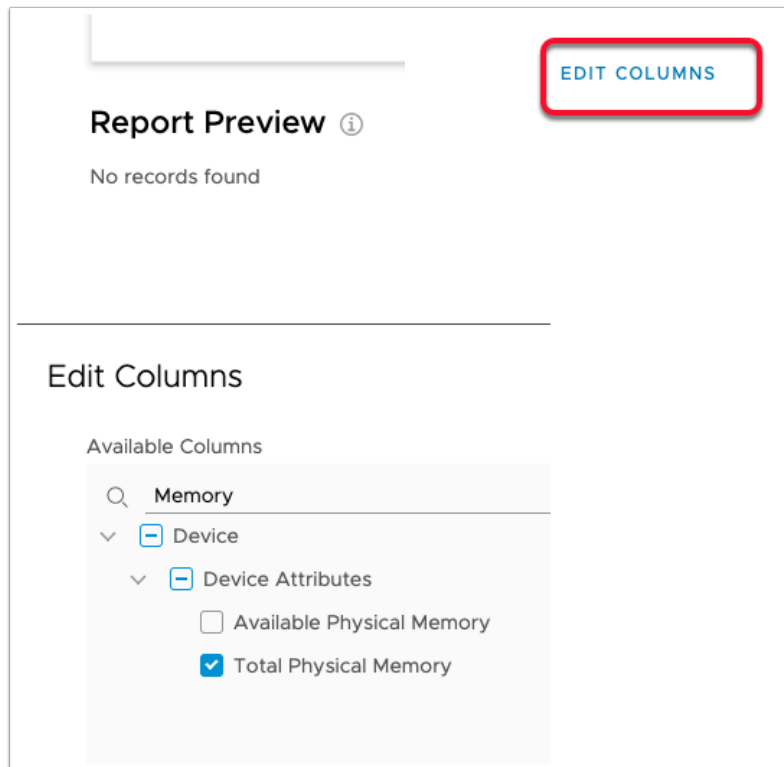 EDIT COLUMNS
Report Preview
No records found
Edit Columns
Available Columns
Memory
Device
Device Attributes
Available Physical Memory
Total Physical Memory